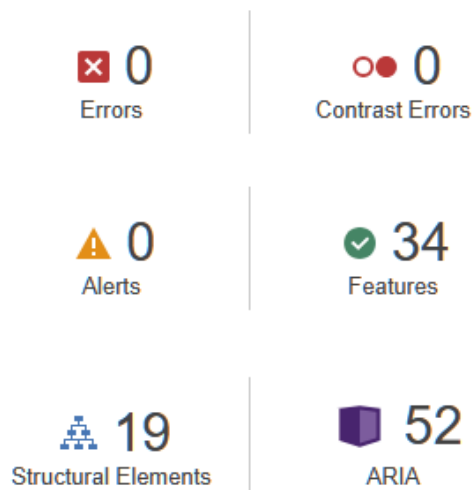 0 0
Errors Contrast Errors
0 34
Alerts Features
19 52
Structural Elements ARIA